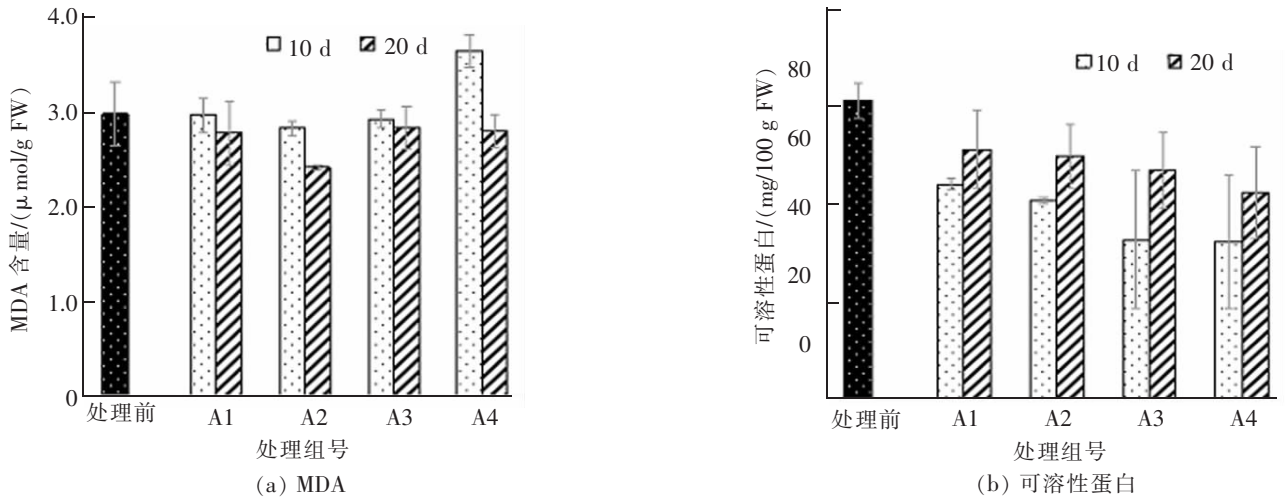 MDA 含量/(μ mol/g FW)
4.0
3.0
2.0
1.0
0
10 d 20 d
处理前 A1 A2 A3 A4
处理组号
(a) MDA
可溶性蛋白/(mg/100 g FW)
80
60
40
20
0
10 d 20 d
处理前 A1 A2 A3 A4
处理组号
(b) 可溶性蛋白